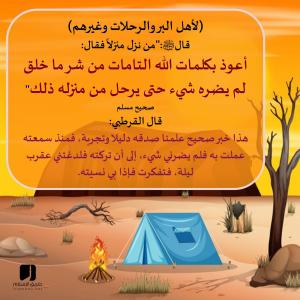 (لأهل البر والرحلات وغيرهم)
قال ﷺ: "من نزل منزلاً فقال:
أعوذ بكلمات الله التامات من شر ما خلق
لم يضره شيء حتى يرحل من منزله ذلك"
صحيح مسلم
قال القرطبي:
هذا خبر صحيح علمنا صدقه دليلاً وتجربة، فمنذ سمعته
عملت به فلم يضرني شيء، إلى أن تركته فلدغتني عقرب
ليلة، فتفكرت فإذا بي نسيته.
طريق الإسلام